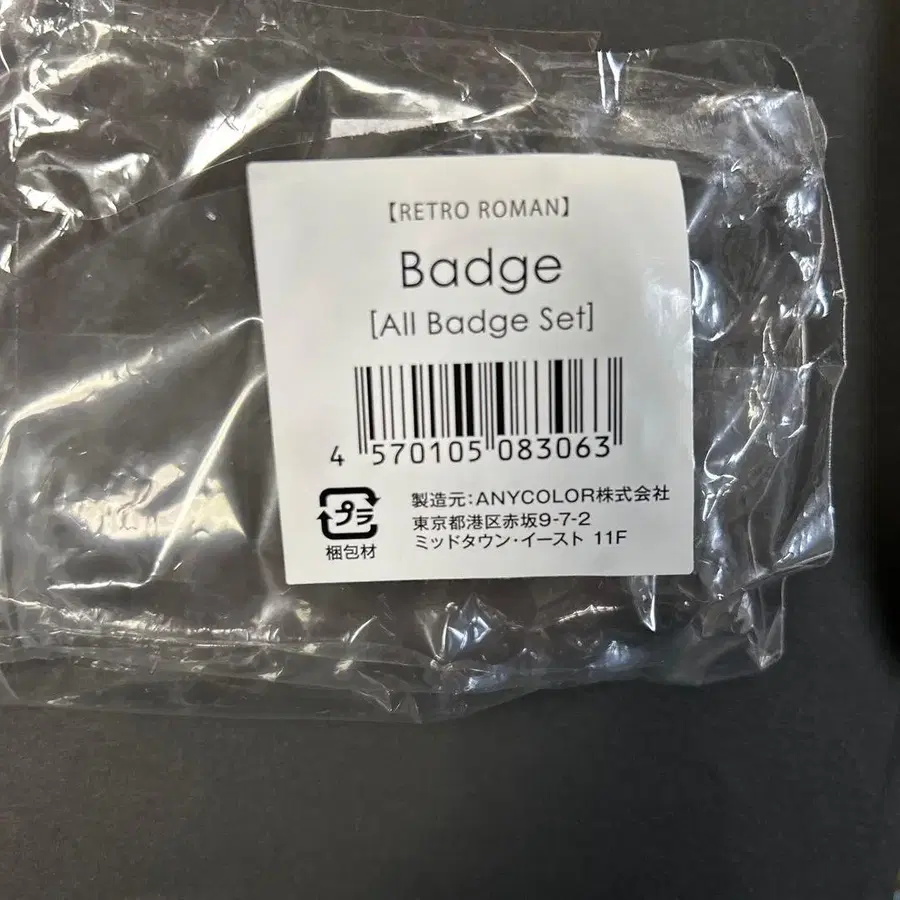 【RETRO ROMAN】
Badge
[All Badge Set]
4 570105 083063
プラ
梱包材
製造元:ANYCOLOR株式会社
東京都港区赤坂9-7-2
ミッドタウン・イースト 11F